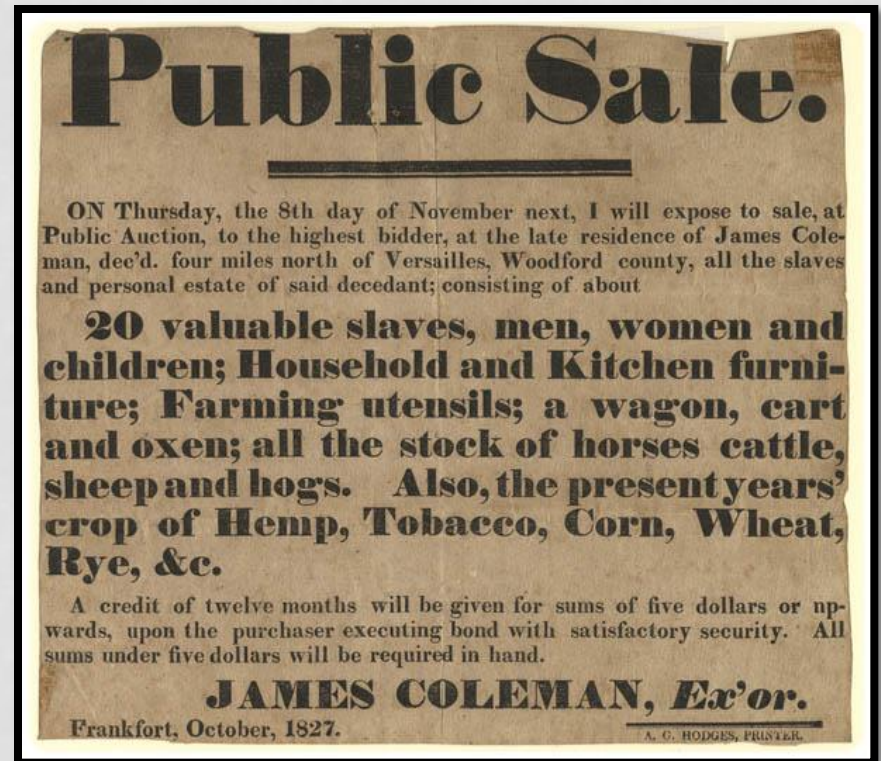 Public Sale.
ON Thursday, the 8th day of November next, I will expose to sale, at
Public Auction, to the highest bidder, at the late residence of James Cole-
man, dec'd. four miles north of Versailles, Woodford county, all the slaves
and personal estate of said decedant; consisting of about
20 valuable slaves, men, women and
children; Household and Kitchen furni-
ture; Farming utensils; a wagon, cart
and oxen; all the stock of horses cattle,
sheep and hogs. Also, the present years'
crop of Hemp, Tobacco, Corn, Wheat,
Rye, &c.
A credit of twelve months will be given for sums of five dollars or np-
wards, upon the purchaser executing bond with satisfactory security. All
sums under five dollars will be required in hand.
JAMES COLEMAN, Ex'or.
Frankfort, October, 1827.
A. G. HODGES, PRINTER.